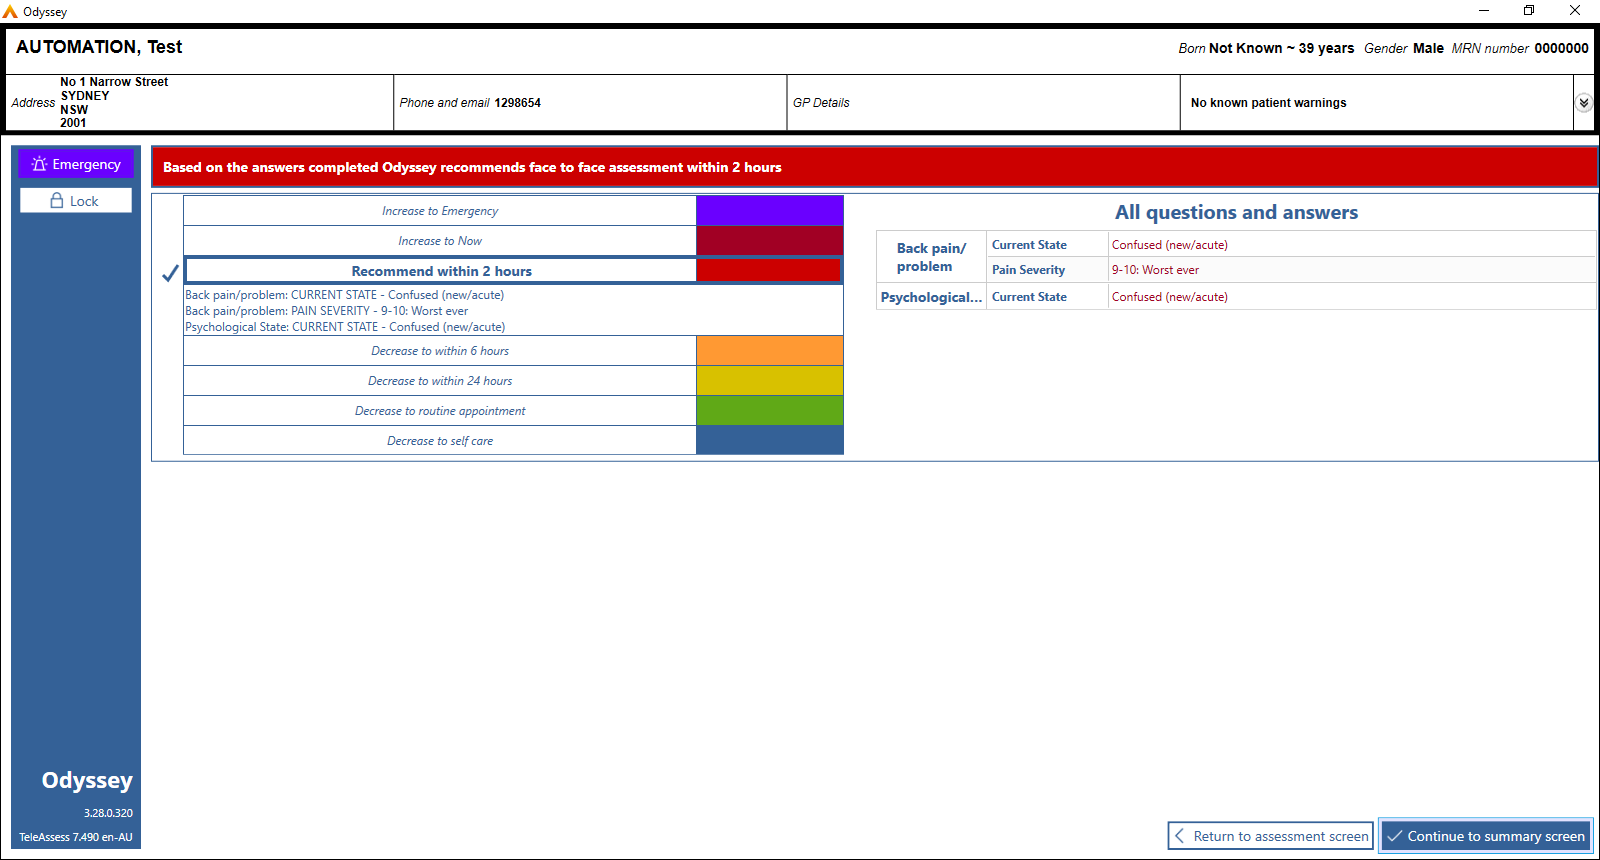 Odyssey
AUTOMATION, Test
Born Not Known ~ 39 years Gender Male MRN number 0000000
Address
No 1 Narrow Street
SYDNEY
NSW
2001
Phone and email 1298654
GP Details
No known patient warnings
Emergency
Lock
Based on the answers completed Odyssey recommends face to face assessment within 2 hours
Increase to Emergency
Increase to Now
Recommend within 2 hours
Back pain/problem: CURRENT STATE - Confused (new/acute)
Back pain/problem: PAIN SEVERITY - 9-10: Worst ever
Psychological State: CURRENT STATE - Confused (new/acute)
Decrease to within 6 hours
Decrease to within 24 hours
Decrease to routine appointment
Decrease to self care
All questions and answers
Back pain/
problem
Current State Confused (new/acute)
Pain Severity 9-10: Worst ever
Psychological... Current State Confused (new/acute)
Odyssey
3.28.0.320
TeleAssess 7.490 en-AU
Return to assessment screen
Continue to summary screen